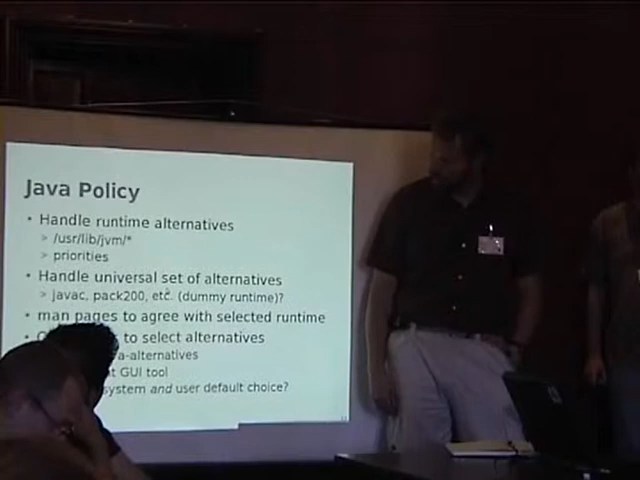 Java Policy
• Handle runtime alternatives
> /usr/lib/jvm/*
> priorities
• Handle universal set of alternatives
> javac, pack200, etc. (dummy runtime)?
• man pages to agree with selected runtime
• to select alternatives
a-alternatives
GUI tool
system and user default choice?